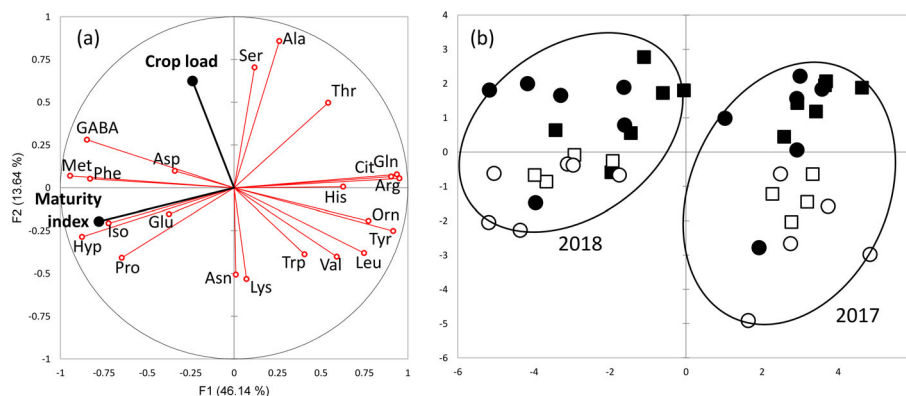 (a)
1
0.75
0.5
0.25
0
-0.25
-0.5
-0.75
-1
F2 (13.64 %)
Crop load
Ser
Ala
Thr
GABA
Asp
Met
Phe
Cit
Gln
Arg
His
Maturity
index
Iso
Glu
Hyp
Pro
Orn
Tyr
Asn
Lys
Trp
Val
Leu
-1
-0.75
-0.5
-0.25
0
0.25
0.5
0.75
1
F1 (46.14 %)
(b)
4
3
2
1
0
-1
-2
-3
-4
-5
-6
2018
2017
-6
-4
-2
0
2
4